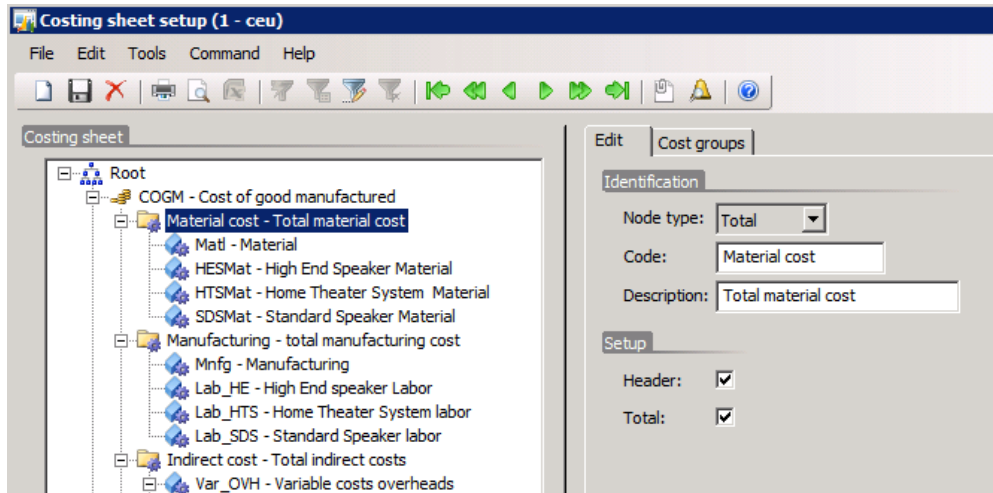 Costing sheet setup (1 - ceu)
File Edit Tools Command Help
Costing sheet
Root
COGM - Cost of good manufactured
Material cost - Total material cost
Matl - Material
HESMat - High End Speaker Material
HTSMat - Home Theater System Material
SDSMat - Standard Speaker Material
Manufacturing - total manufacturing cost
Mnfg - Manufacturing
Lab_HE - High End speaker Labor
Lab_HTS - Home Theater System labor
Lab_SDS - Standard Speaker labor
Indirect cost - Total indirect costs
Var_OVH - Variable costs overheads
Edit Cost groups
Identification
Node type: Total
Code: Material cost
Description: Total material cost
Setup
Header:
Total: